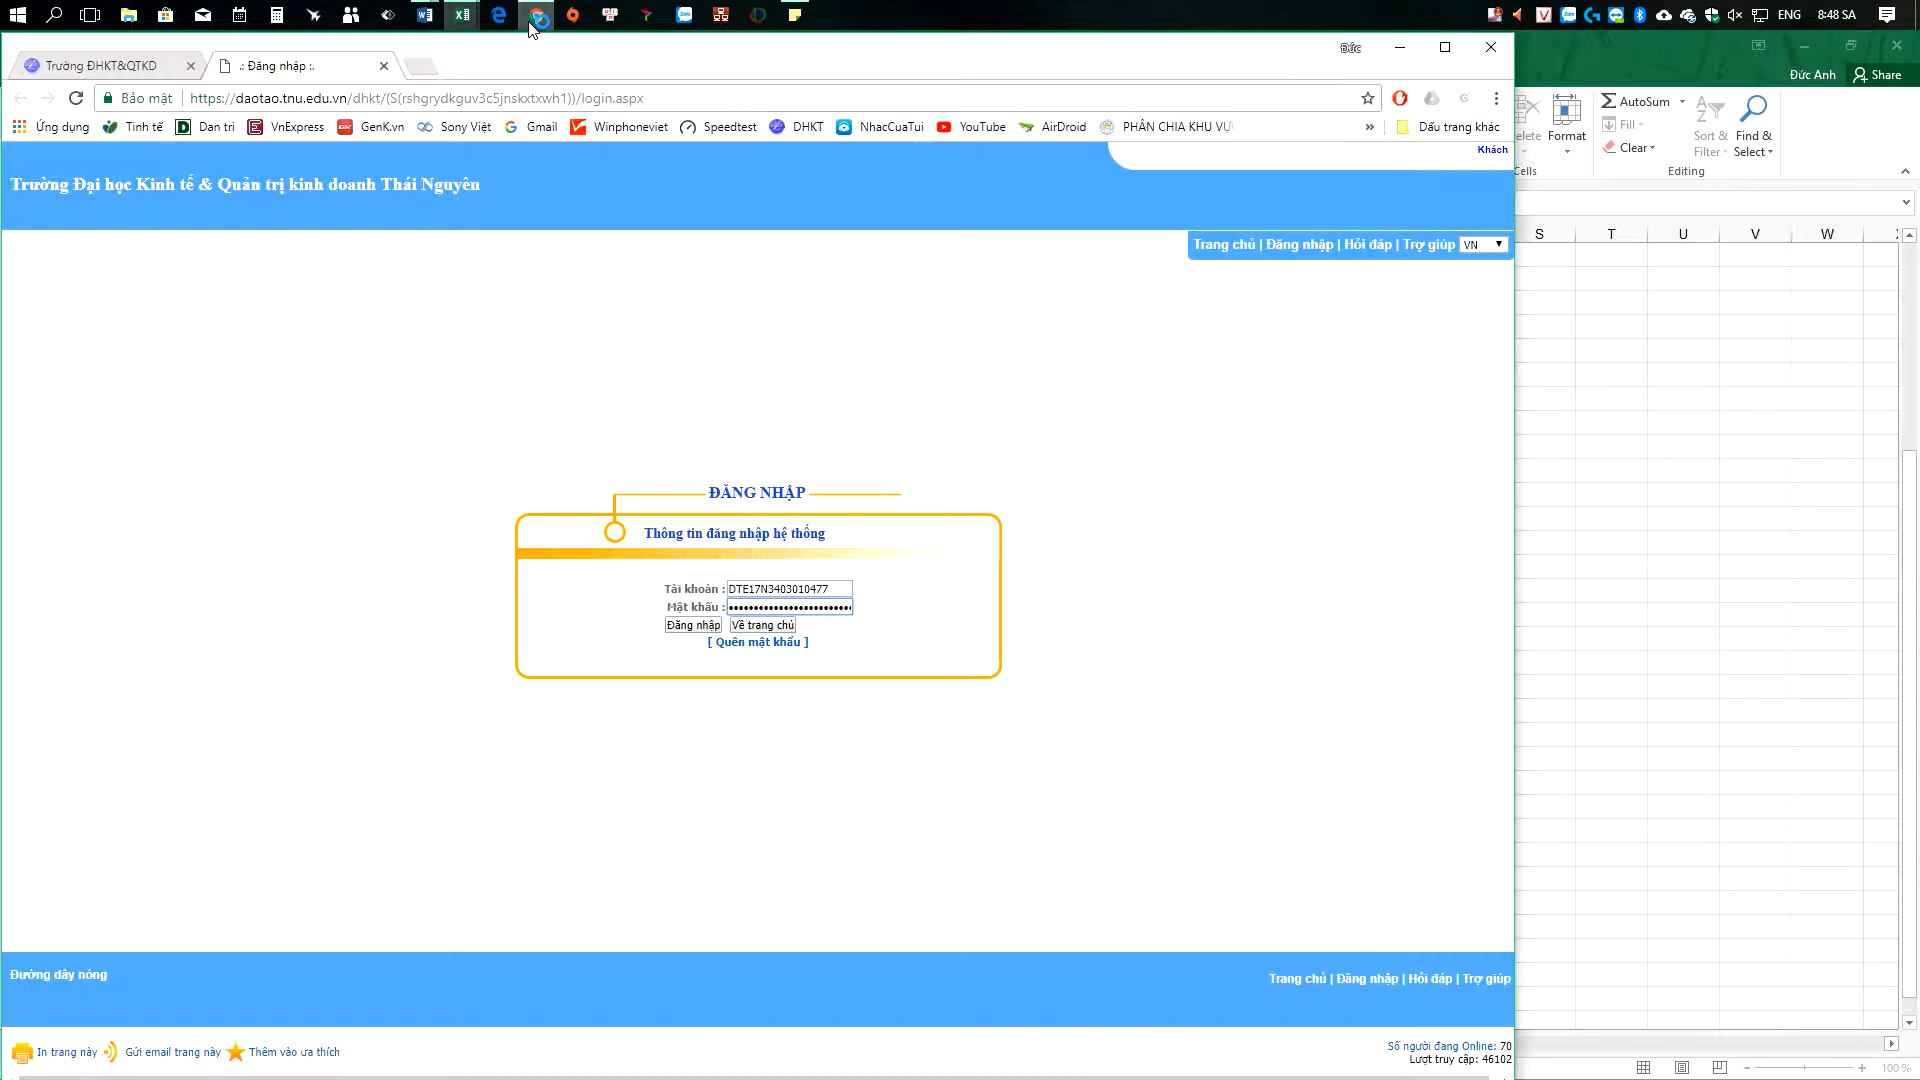 ENG
8:48 SA
Đức
Trường ĐHKT&QTKD
.: Đăng nhập :.
Đức Anh
Share
Bảo mật
https://daotao.tnu.edu.vn/dhkt/(S(rshgrydkguv3c5jnskxtxwh1))/login.aspx
Ứng dụng
Tinh tế
Dan tri
VnExpress
GenK.vn
Sony Việt
Gmail
Winphoneviet
Speedtest
DHKT
NhacCuaTui
YouTube
AirDroid
PHÂN CHIA KHU VỰ
»
Dấu trang khác
AutoSum
Fill
Clear
Format
Sort &
Filter
Find &
Select
Editing
Khách
Trường Đại học Kinh tế & Quản trị kinh doanh Thái Nguyên
Trang chủ | Đăng nhập | Hỏi đáp | Trợ giúp VN
S T U V W
ĐĂNG NHẬP
Thông tin đăng nhập hệ thống
Tài khoản : DTE17N3403010477
Mật khẩu :
Đăng nhập Về trang chủ
[ Quên mật khẩu ]
Đường dây nóng
Trang chủ | Đăng nhập | Hỏi đáp | Trợ giúp
In trang này
Gửi email trang này
Thêm vào ưa thích
Số người đang Online: 70
Lượt truy cập: 46102
100 %